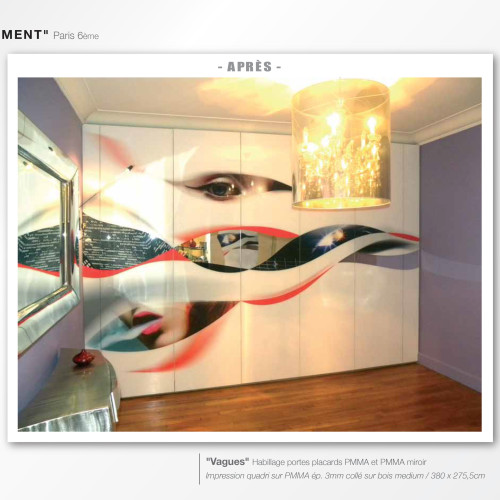 MENT" Paris 6ème
- APRÈS -
"Vagues" Habillage portes placards PMMA et PMMA miroir
Impression quadri sur PMMA ép. 3mm collé sur bois medium / 380 x 275,5cm